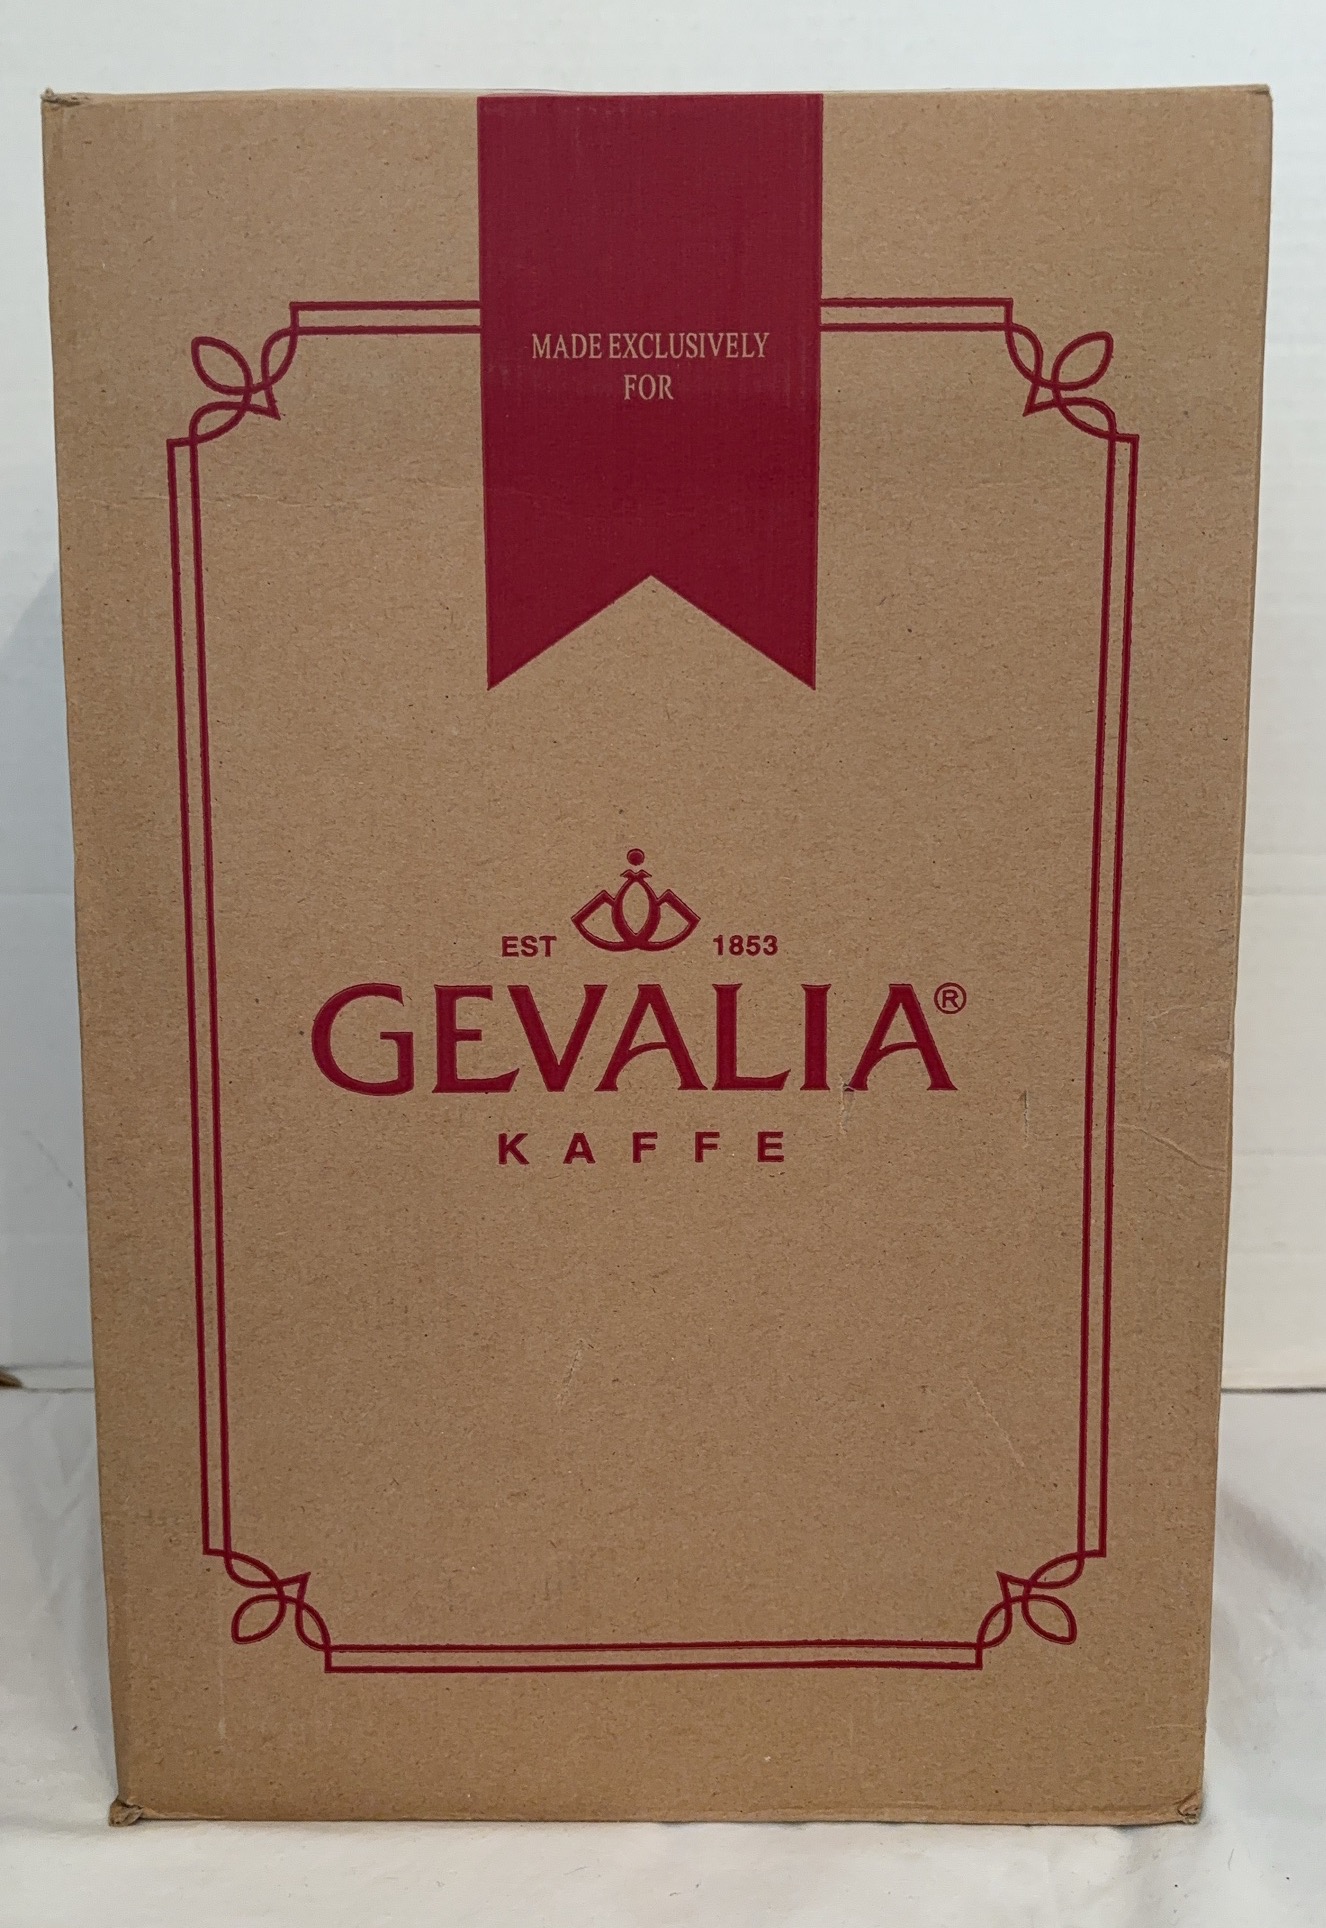 MADE EXCLUSIVELY
FOR
EST 1853
GEVALIA®
KAFFE